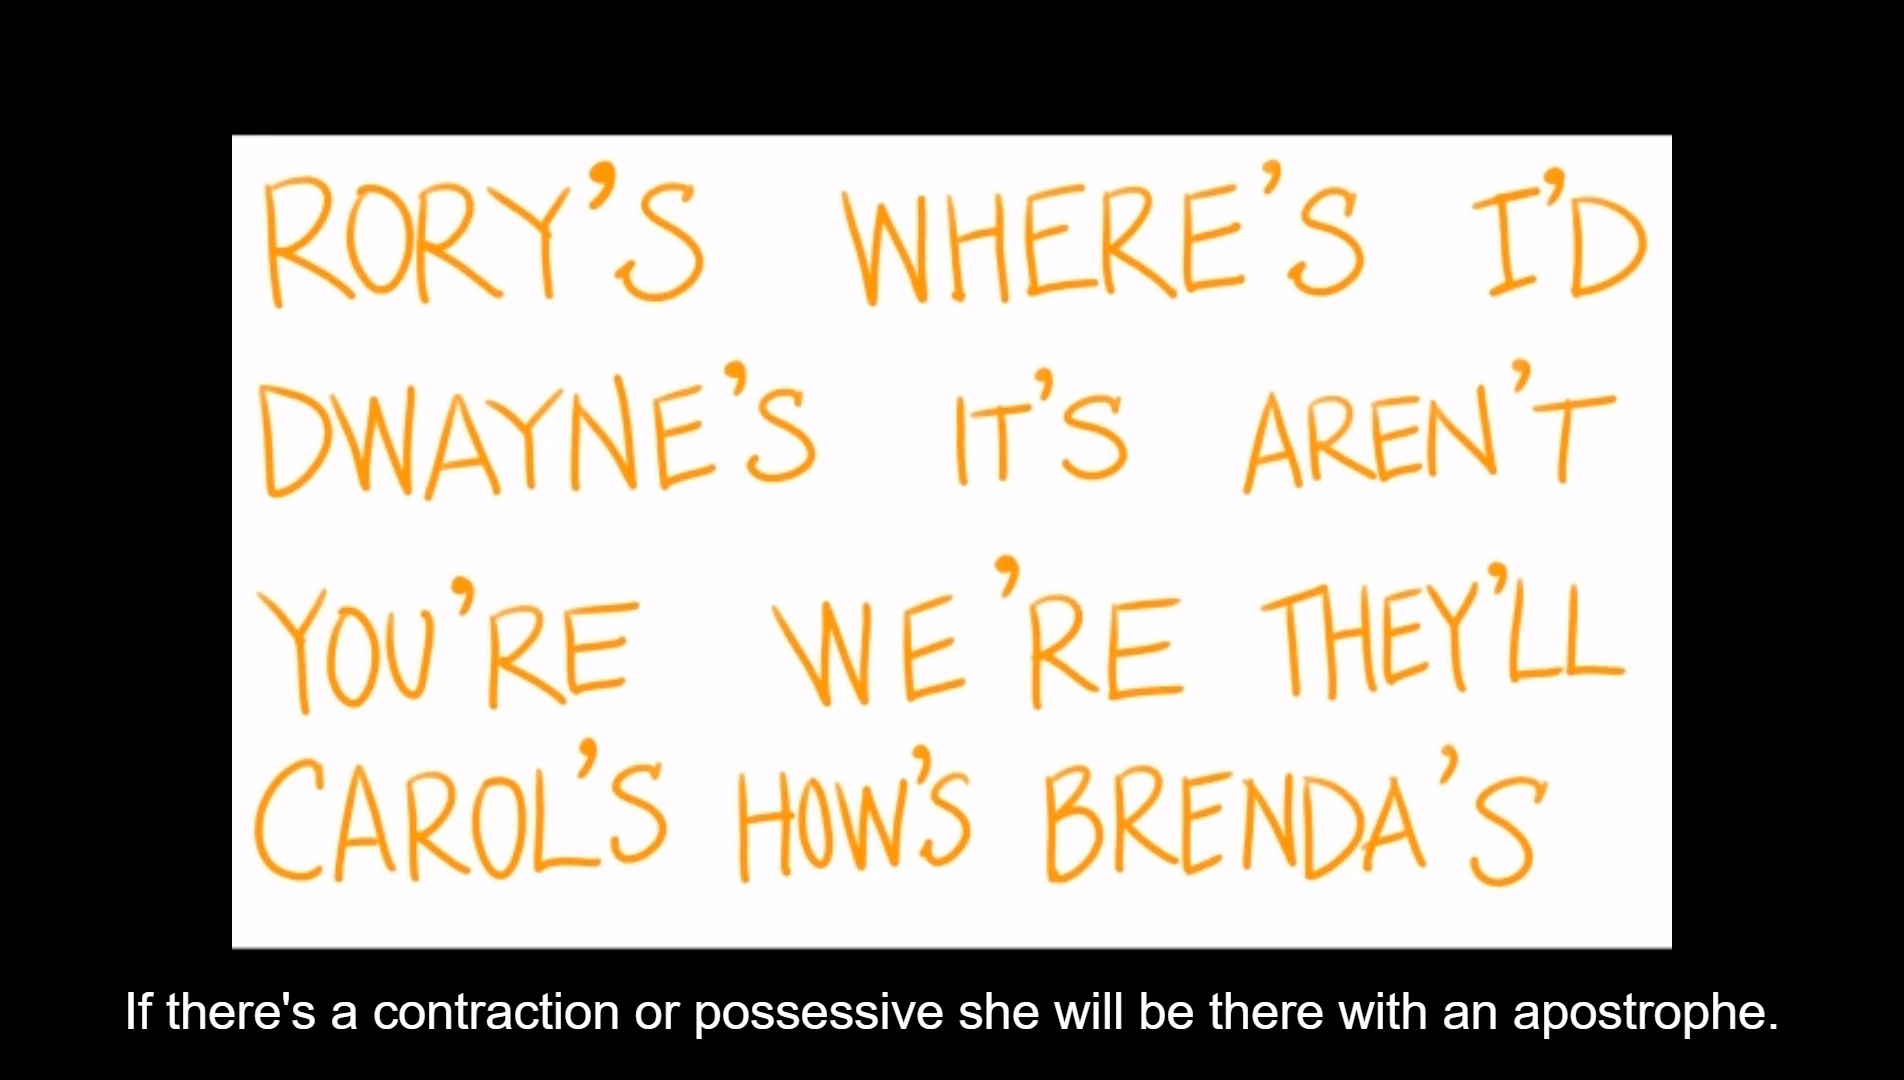 RORY'S WHERE'S I'D
DWAYNE'S IT'S AREN'T
YOU'RE WE'RE THEY'LL
CAROL'S HOW'S BRENDA'S
If there's a contraction or possessive she will be there with an apostrophe.